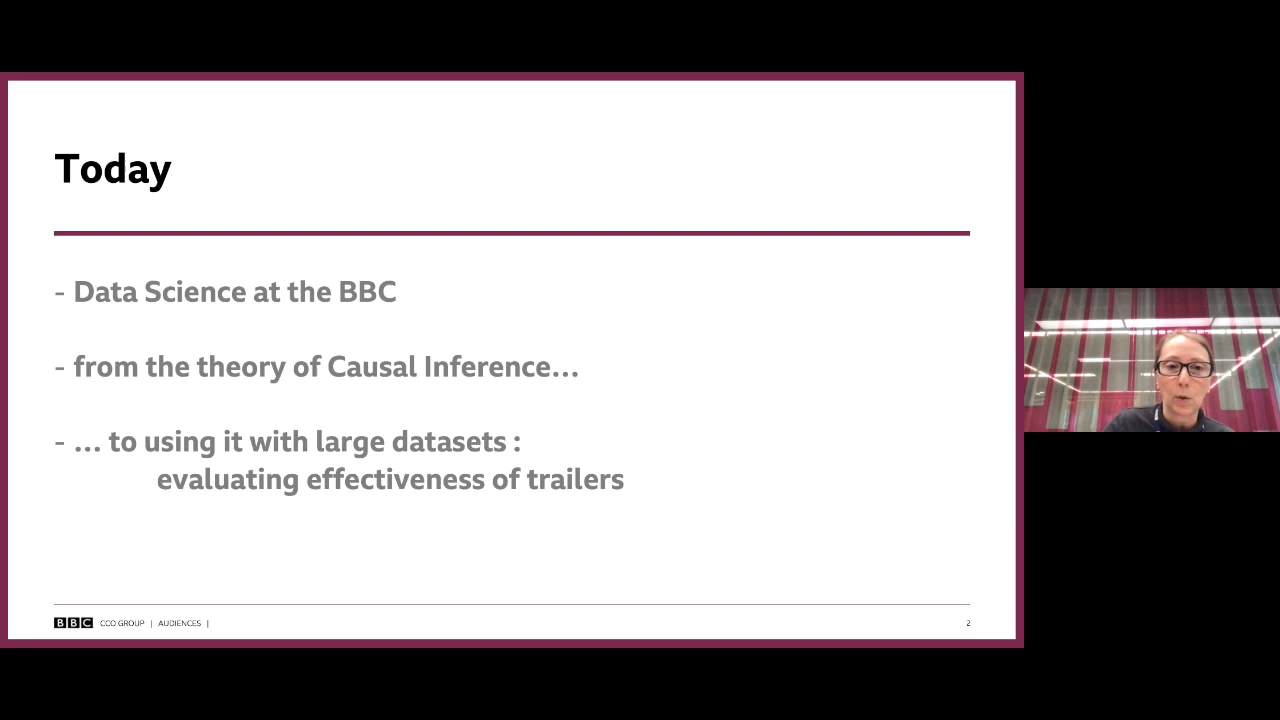 Today
- Data Science at the BBC
- from the theory of Causal Inference...
- ... to using it with large datasets :
evaluating effectiveness of trailers
BBC CCO GROUP | AUDIENCES |
2